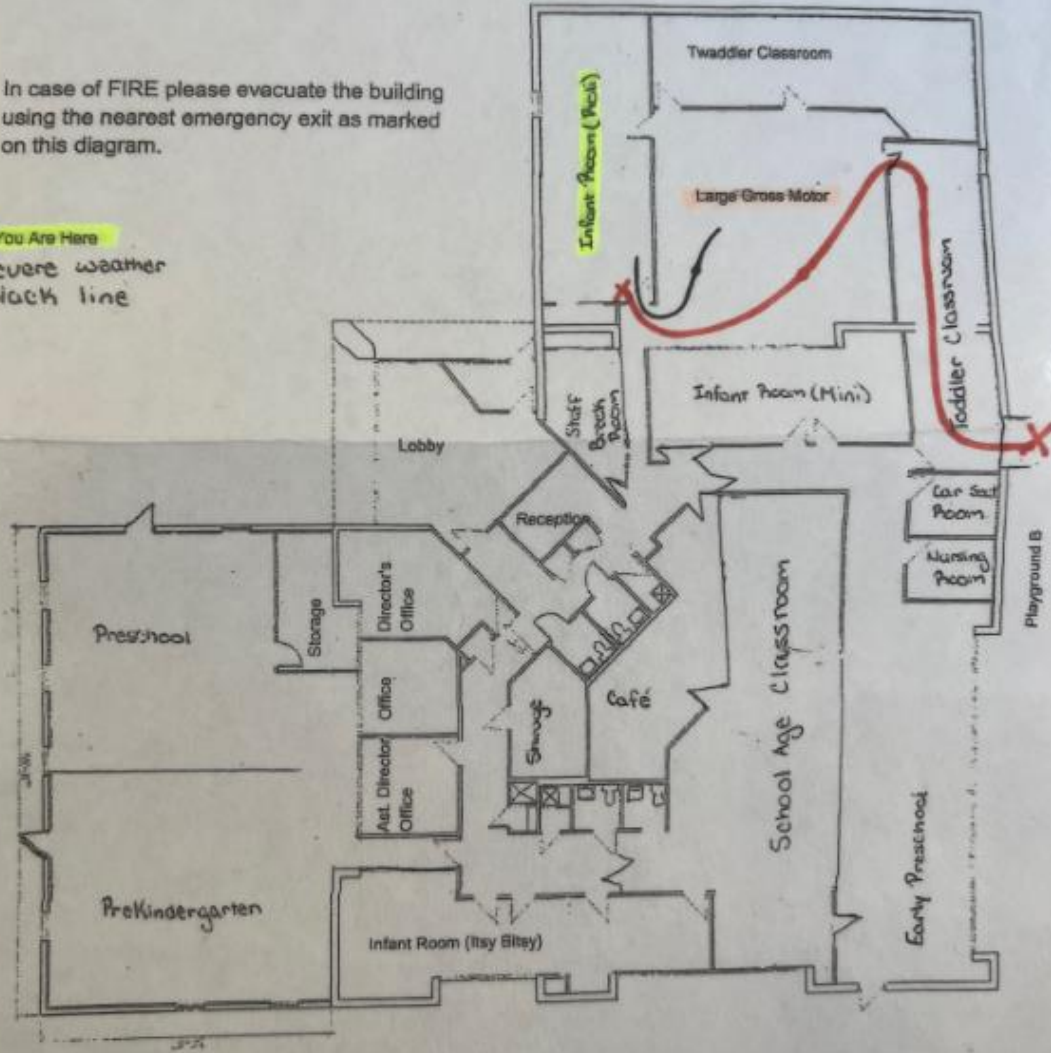 In case of FIRE please evacuate the building
using the nearest emergency exit as marked
on this diagram.
You Are Here
evere weather
lack line
Twaddler Classroom
Infant Room
Large Gross Motor
Toddler Classroom
Infant Room (Mini)
Staff
Break
Room
Lobby
Reception
Car Seat
Room
Nursing
Room
Playground B
Preschool
Storage
Director's
Office
Office
Ast. Director
Office
Storage
Café
School Age Classroom
Early Preschool
PreKindergarten
Infant Room (Itsy Bitsy)